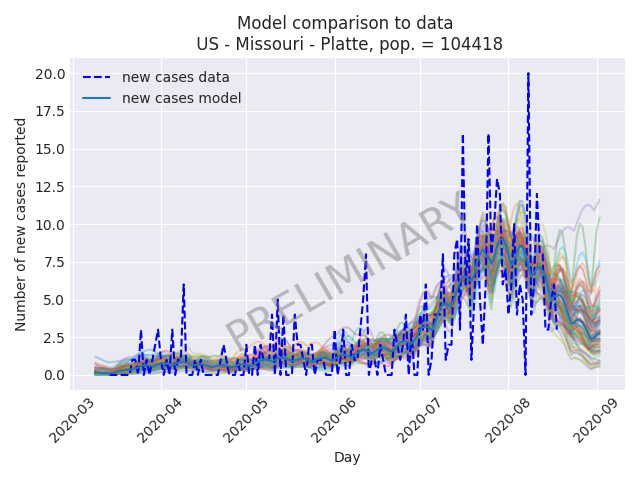 Model comparison to data
US - Missouri - Platte, pop. = 104418
new cases data
new cases model
PRELIMINARY
Number of new cases reported
20.0
17.5
15.0
12.5
10.0
7.5
5.0
2.5
0.0
2020-03
2020-04
2020-05
2020-06
2020-07
2020-08
2020-09
Day